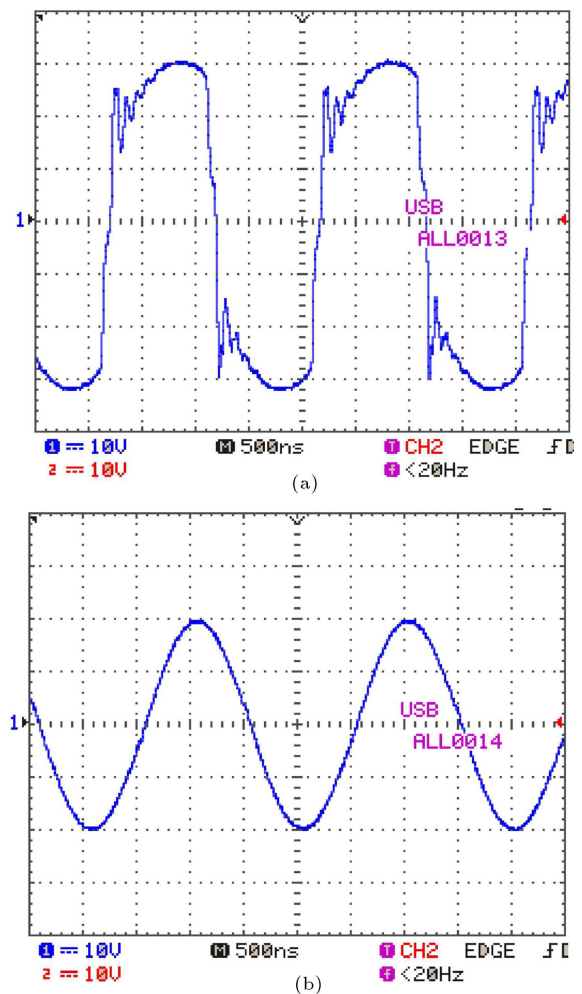 USB
1
ALL0013
1 10V M 500ns T CH2 EDGE
2 10V f <20Hz
(a)
USB
1
ALL0014
1 10V M 500ns T CH2 EDGE
2 10V f <20Hz
(b)